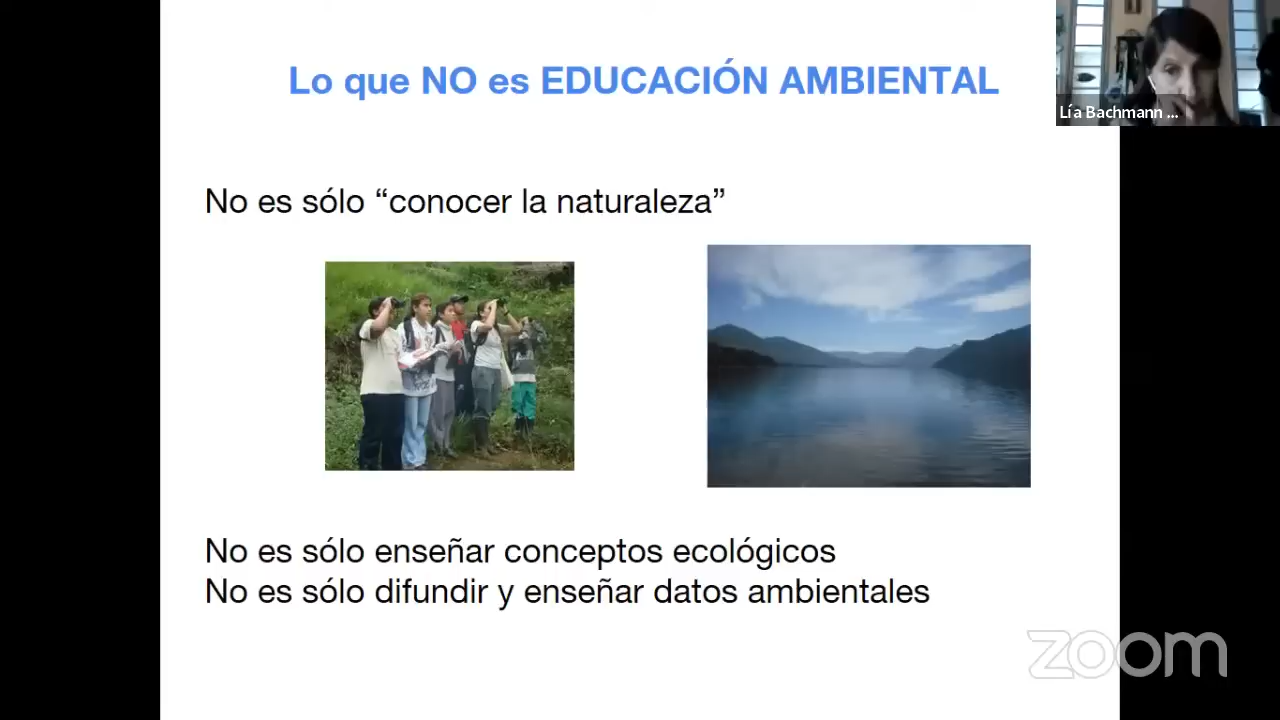 Lo que NO es EDUCACIÓN AMBIENTAL
Lía Bachmann ...
No es sólo “conocer la naturaleza”
No es sólo enseñar conceptos ecológicos
No es sólo difundir y enseñar datos ambientales
zoom